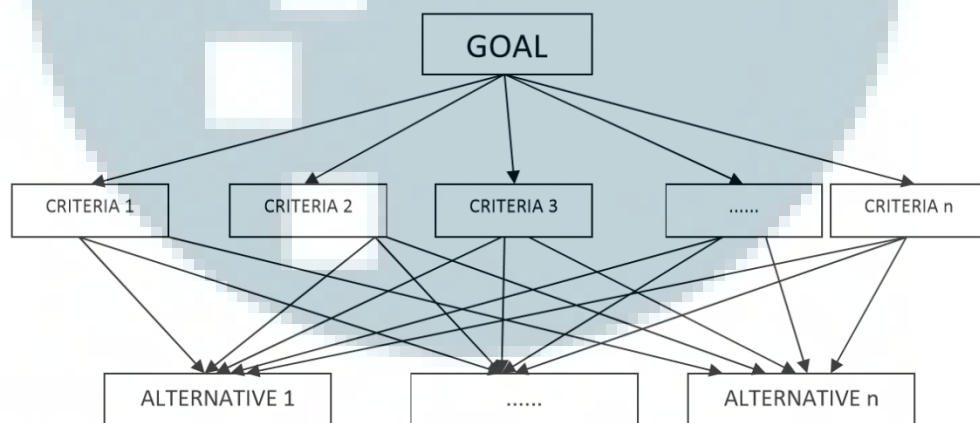 GOAL
CRITERIA 1
CRITERIA 2
CRITERIA 3
......
CRITERIA n
ALTERNATIVE 1
......
ALTERNATIVE n